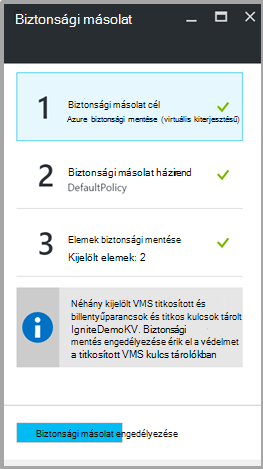 Biztonsági másolat
1
Biztonsági másolat cél
Azure biztonsági mentése (virtuális kiterjesztésű)
2
Biztonsági másolat házirend
DefaultPolicy
3
Elemek biztonsági mentése
Kijelölt elemek: 2
Néhány kijelölt VMS titkosított és
billentyűparancsok és titkos kulcsok tárolt
IgniteDemoKV. Biztonsági
mentés engedélyezése érik el a védelmet
a titkosított VMS kulcs tárolókban
Biztonsági másolat engedélyezése